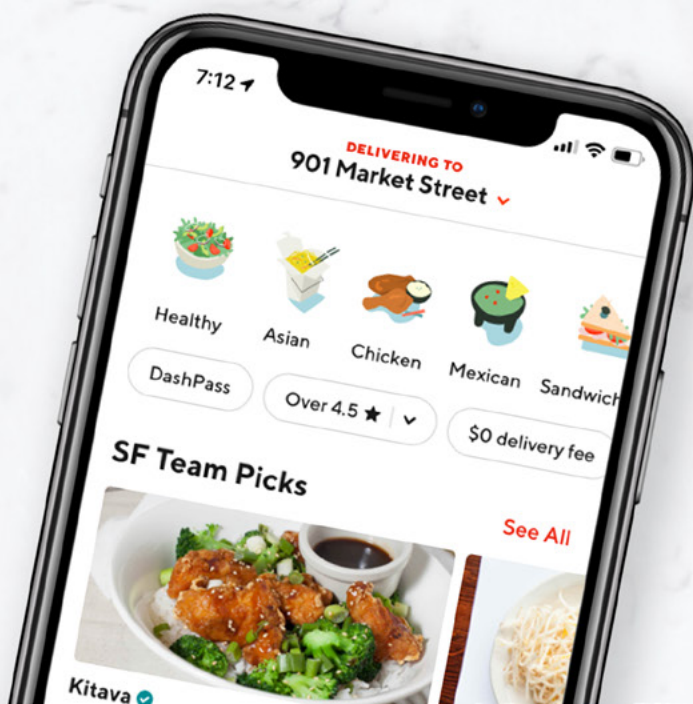 7:12
DELIVERING TO
901 Market Street
Healthy
Asian
Chicken
Mexican
Sandwich
DashPass
Over 4.5 ★
$0 delivery fee
SF Team Picks
See All
Kitava